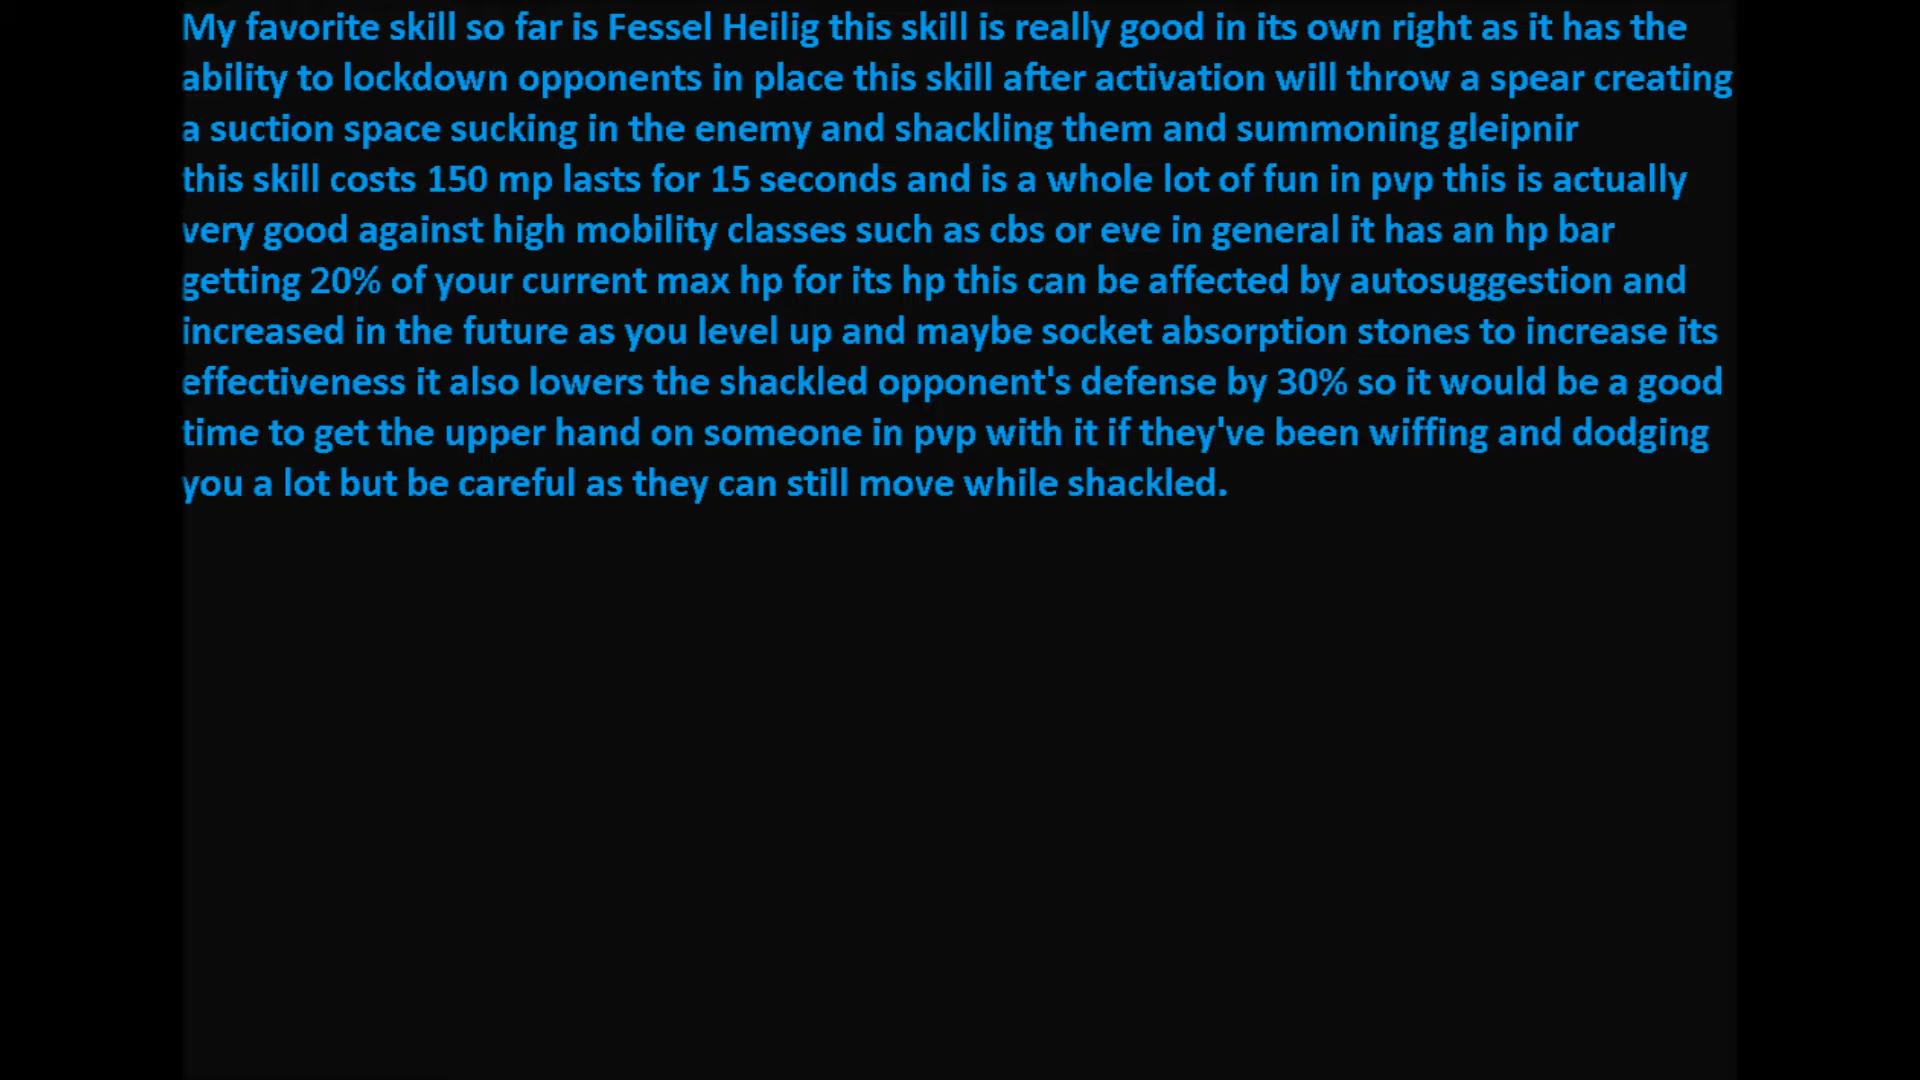 My favorite skill so far is Fessel Heilig this skill is really good in its own right as it has the
ability to lockdown opponents in place this skill after activation will throw a spear creating
a suction space sucking in the enemy and shackling them and summoning gleipnir
this skill costs 150 mp lasts for 15 seconds and is a whole lot of fun in pvp this is actually
very good against high mobility classes such as cbs or eve in general it has an hp bar
getting 20% of your current max hp for its hp this can be affected by autosuggestion and
increased in the future as you level up and maybe socket absorption stones to increase its
effectiveness it also lowers the shackled opponent's defense by 30% so it would be a good
time to get the upper hand on someone in pvp with it if they've been wiffing and dodging
you a lot but be careful as they can still move while shackled.